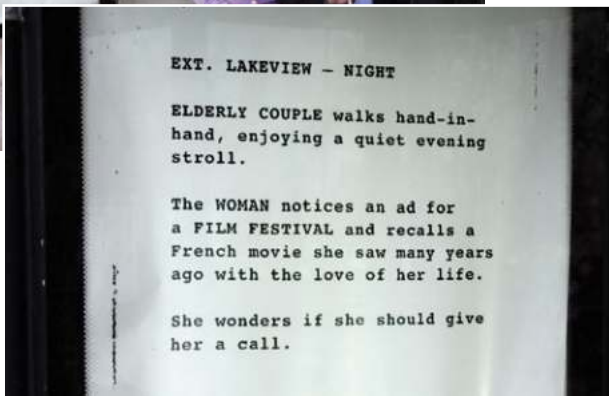 EXT. LAKEVIEW — NIGHT
ELDERLY COUPLE walks hand-in-
hand, enjoying a quiet evening
stroll.
The WOMAN notices an ad for
a FILM FESTIVAL and recalls a
French movie she saw many years
ago with the love of her life.
She wonders if she should give
her a call.